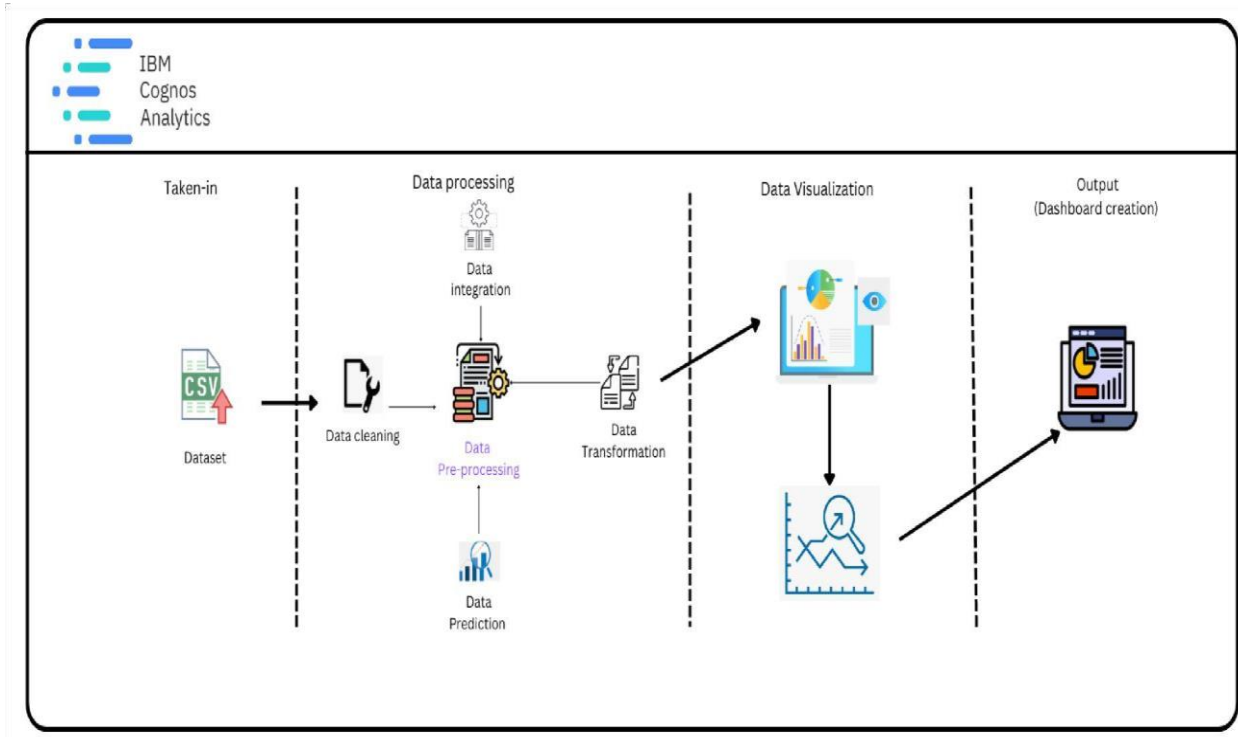 IBM
Cognos
Analytics
Taken-in
Data processing
Data Visualization
Output
(Dashboard creation)
Data
integration
CSV
Dataset
Data cleaning
Data
Pre-processing
Data
Transformation
Data
Prediction